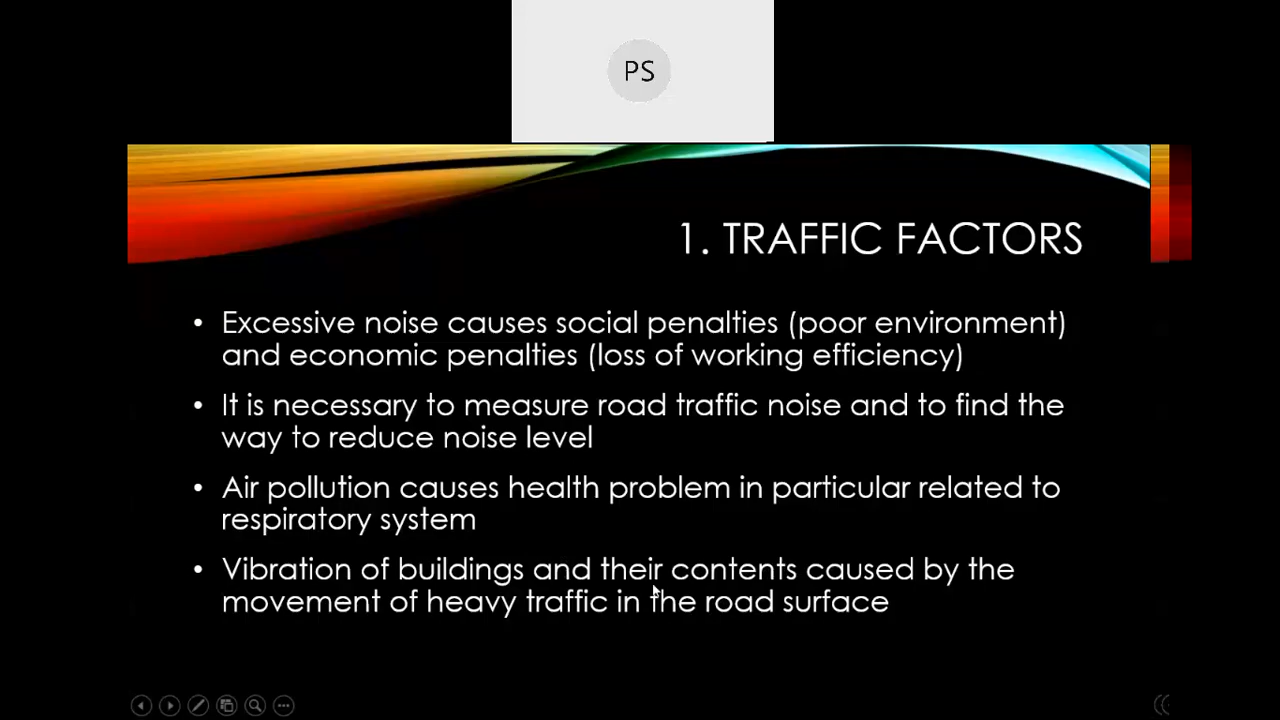 PS
1. TRAFFIC FACTORS
• Excessive noise causes social penalties (poor environment)
and economic penalties (loss of working efficiency)
• It is necessary to measure road traffic noise and to find the
way to reduce noise level
• Air pollution causes health problem in particular related to
respiratory system
• Vibration of buildings and their contents caused by the
movement of heavy traffic in the road surface